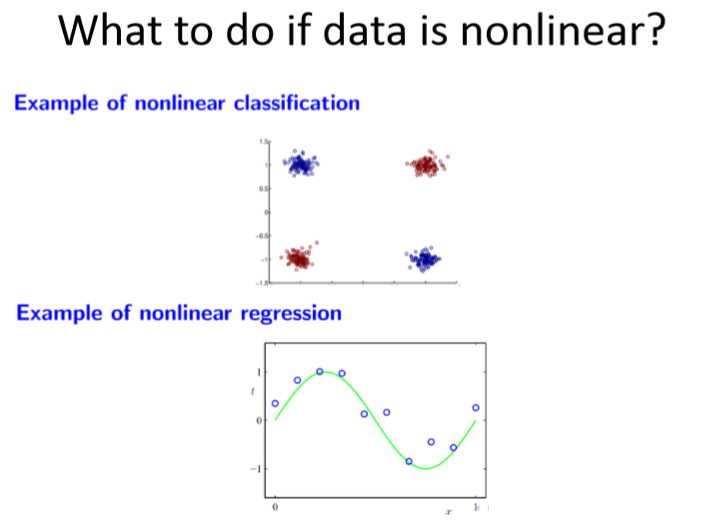 What to do if data is nonlinear?
Example of nonlinear classification
1.5
1
0.5
0
-0.5
-1
-1.5
Example of nonlinear regression
1
t
0
-1
0
x
1